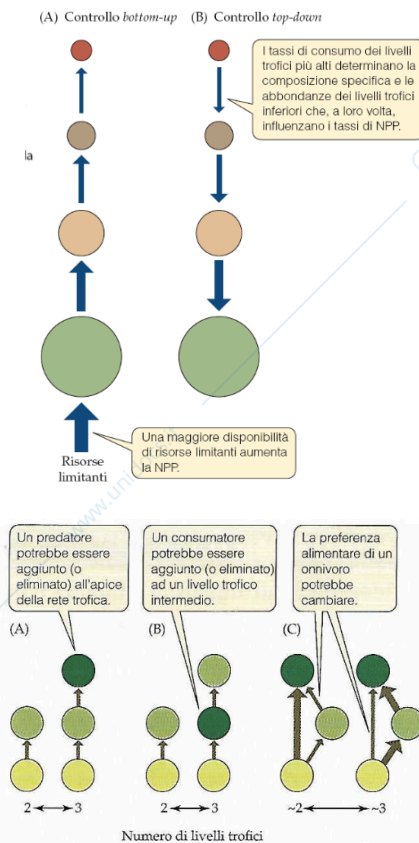 (A) Controllo bottom-up
(B) Controllo top-down
I tassi di consumo dei livelli
trofici più alti determinano la
composizione specifica e le
abbondanze dei livelli trofici
inferiori che, a loro volta,
influenzano i tassi di NPP.
Una maggiore disponibilità
di risorse limitanti aumenta
la NPP.
Risorse
limitanti
Un predatore
potrebbe essere
aggiunto (o
eliminato) all'apice
della rete trofica.
Un consumatore
potrebbe essere
aggiunto (o eliminato)
ad un livello trofico
intermedio.
La preferenza
alimentare di un
onnivoro
potrebbe
cambiare.
(A)
(B)
(C)
2 ⟷ 3
2 ⟷ 3
~2 ⟷ ~3
Numero di livelli trofici